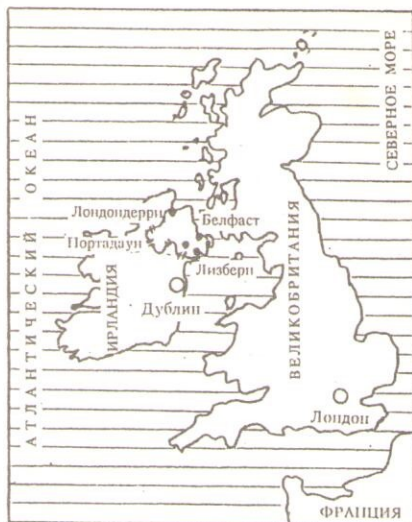 СЕВЕРНОЕ МОРЕ
АТЛАНТИЧЕСКИЙ ОКЕАН
Лондондерри
Белфаст
Портадаун
Лизберн
ИРЛАНДИЯ
Дублин
ВЕЛИКОБРИТАНИЯ
Лондон
ФРАНЦИЯ